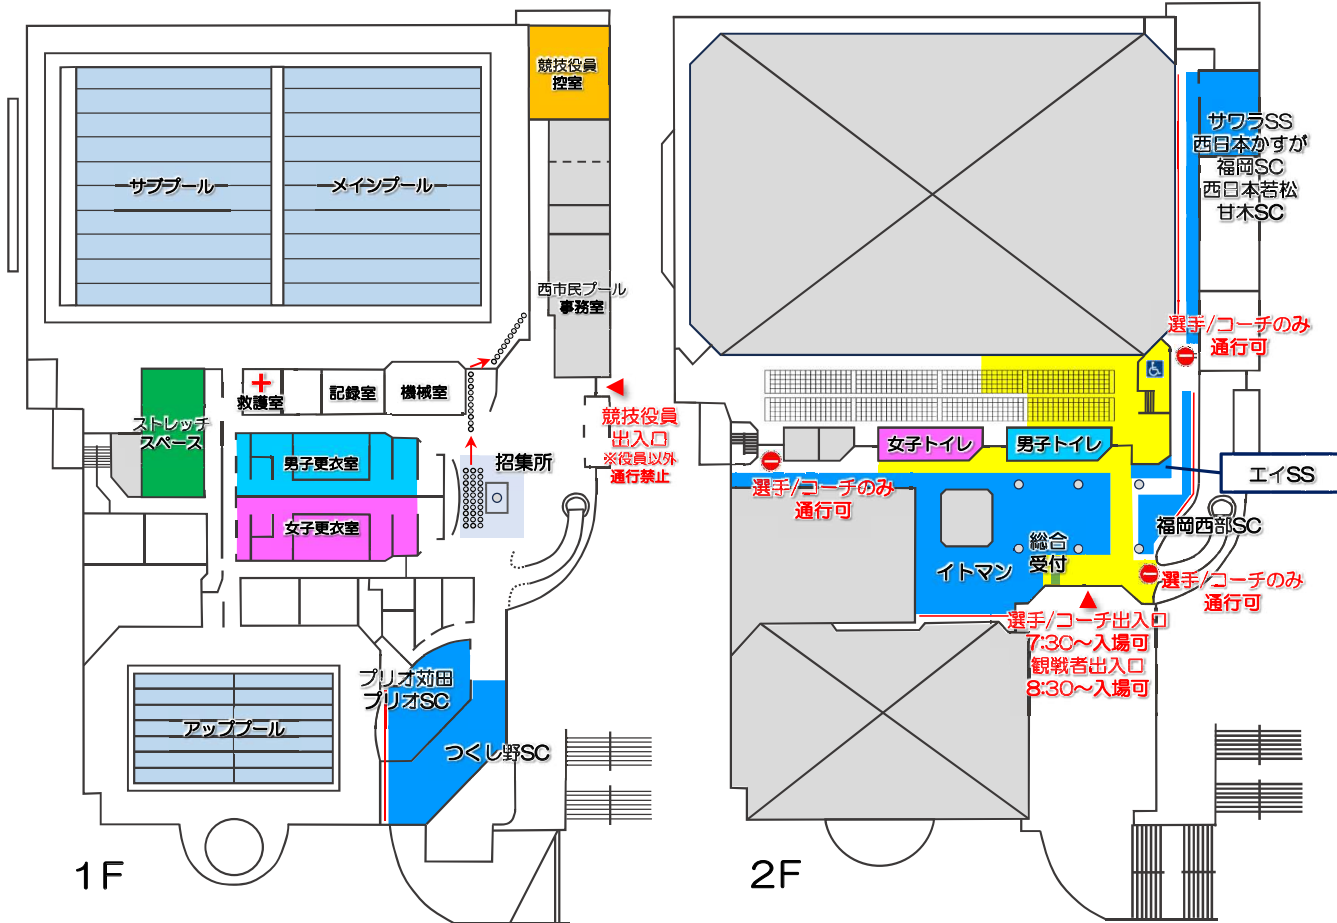 競技役員
控室
サブプール
メインプール
西市民プール
事務室
救護室
記録室
機械室
ストレッチ
スペース
競技役員
出入口
※役員以外
通行禁止
男子更衣室
招集所
女子更衣室
プリオ苅田
プリオSC
アッププール
つくし野SC
1F
サワラSS
西日本かすが
福岡SC
西日本若松
甘木SC
選手/コーチのみ
通行可
女子トイレ
男子トイレ
エイSS
選手/コーチのみ
通行可
福岡西部SC
総合
受付
イトマン
選手/コーチのみ
通行可
選手/コーチ出入口
7:30～入場可
観戦者出入口
8:30～入場可
2F